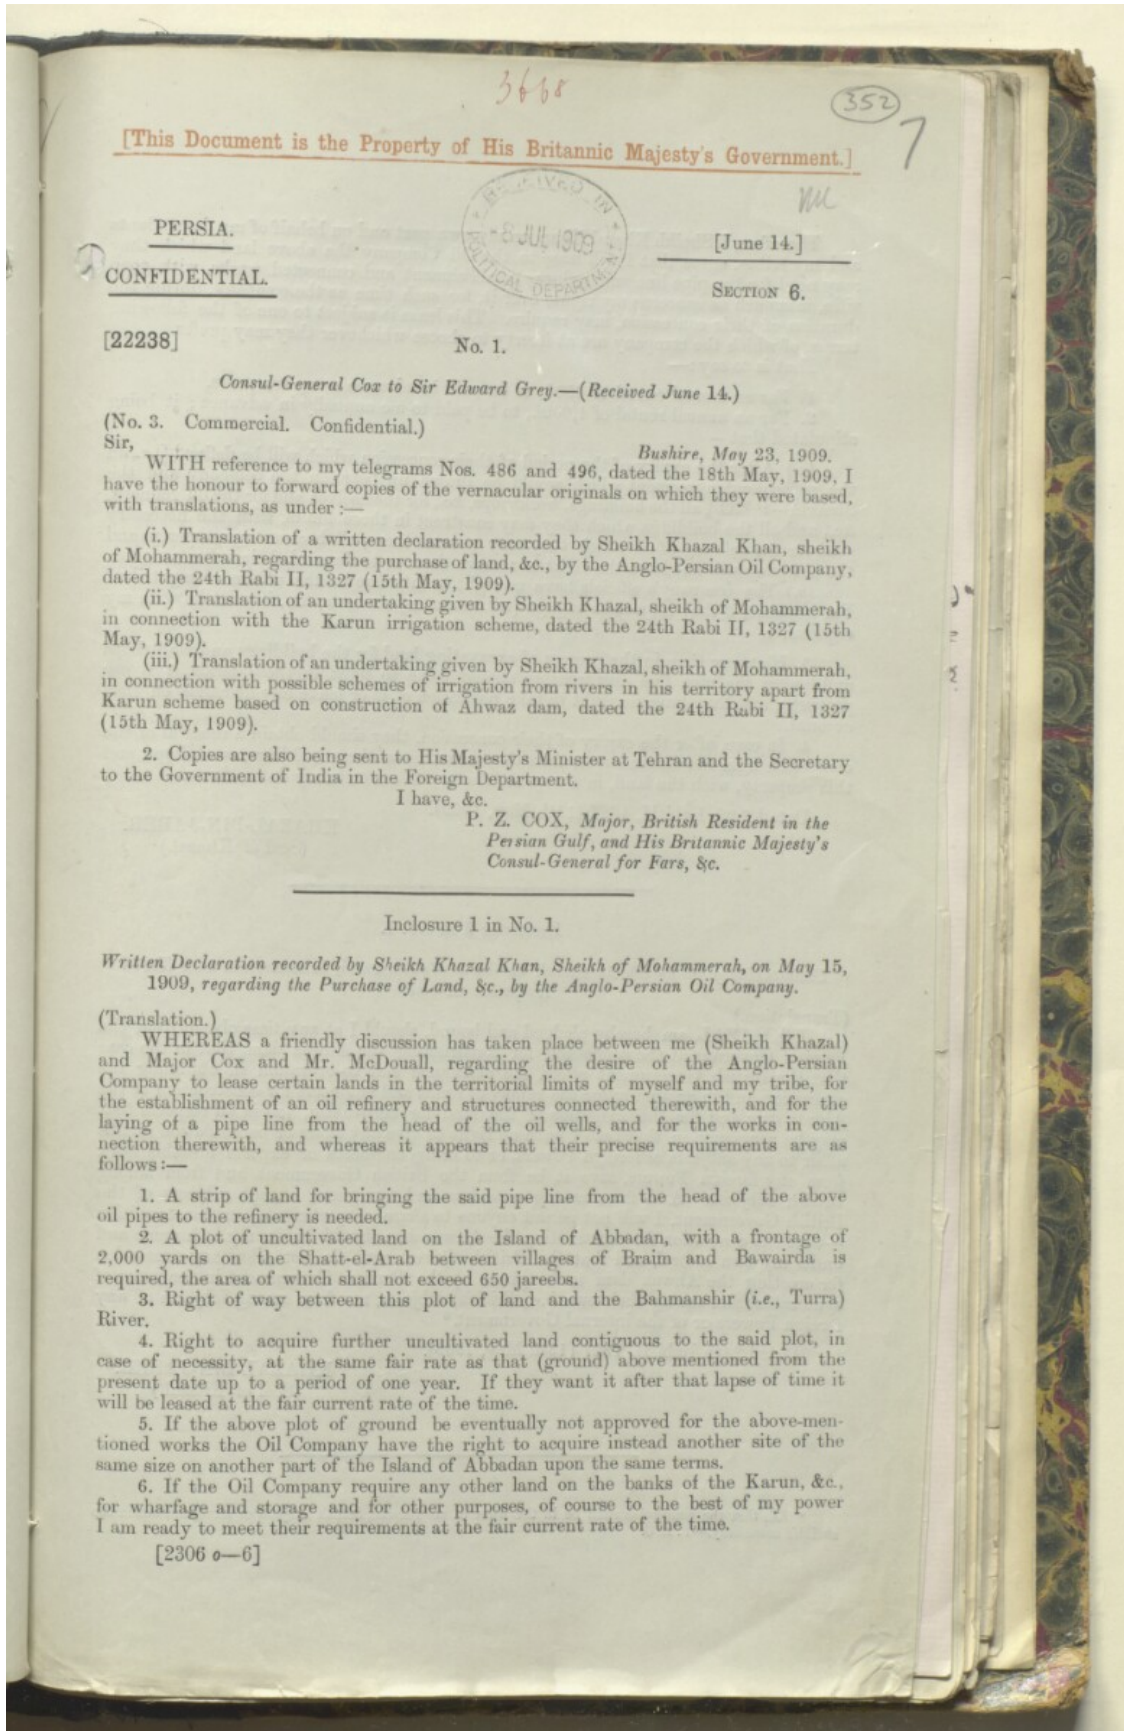 3668
352
7
[This Document is the Property of His Britannic Majesty's Government.]
RECEIVED IN
-8 JUL 1909
POLITICAL DEPARTMENT
PERSIA.
[June 14.]
CONFIDENTIAL.
SECTION 6.
[22238]
No. 1.
Consul-General Cox to Sir Edward Grey.—(Received June 14.)
(No. 3. Commercial. Confidential.)
Sir,
Bushire, May 23, 1909.
WITH reference to my telegrams Nos. 486 and 496, dated the 18th May, 1909, I
have the honour to forward copies of the vernacular originals on which they were based,
with translations, as under :—
(i.) Translation of a written declaration recorded by Sheikh Khazal Khan, sheikh
of Mohammerah, regarding the purchase of land, &c., by the Anglo-Persian Oil Company,
dated the 24th Rabi II, 1327 (15th May, 1909).
(ii.) Translation of an undertaking given by Sheikh Khazal, sheikh of Mohammerah,
in connection with the Karun irrigation scheme, dated the 24th Rabi II, 1327 (15th
May, 1909).
(iii.) Translation of an undertaking given by Sheikh Khazal, sheikh of Mohammerah,
in connection with possible schemes of irrigation from rivers in his territory apart from
Karun scheme based on construction of Ahwaz dam, dated the 24th Rabi II, 1327
(15th May, 1909).
2. Copies are also being sent to His Majesty's Minister at Tehran and the Secretary
to the Government of India in the Foreign Department.
I have, &c.
P. Z. COX, Major, British Resident in the
Persian Gulf, and His Britannic Majesty's
Consul-General for Fars, &c.
Inclosure 1 in No. 1.
Written Declaration recorded by Sheikh Khazal Khan, Sheikh of Mohammerah, on May 15,
1909, regarding the Purchase of Land, &c., by the Anglo-Persian Oil Company.
(Translation.)
WHEREAS a friendly discussion has taken place between me (Sheikh Khazal)
and Major Cox and Mr. McDouall, regarding the desire of the Anglo-Persian
Company to lease certain lands in the territorial limits of myself and my tribe, for
the establishment of an oil refinery and structures connected therewith, and for the
laying of a pipe line from the head of the oil wells, and for the works in con-
nection therewith, and whereas it appears that their precise requirements are as
follows :—
1. A strip of land for bringing the said pipe line from the head of the above
oil pipes to the refinery is needed.
2. A plot of uncultivated land on the Island of Abbadan, with a frontage of
2,000 yards on the Shatt-el-Arab between villages of Braim and Bawairda is
required, the area of which shall not exceed 650 jareebs.
3. Right of way between this plot of land and the Bahmanshir (i.e., Turra)
River.
4. Right to acquire further uncultivated land contiguous to the said plot, in
case of necessity, at the same fair rate as that (ground) above mentioned from the
present date up to a period of one year. If they want it after that lapse of time it
will be leased at the fair current rate of the time.
5. If the above plot of ground be eventually not approved for the above-men-
tioned works the Oil Company have the right to acquire instead another site of the
same size on another part of the Island of Abbadan upon the same terms.
6. If the Oil Company require any other land on the banks of the Karun, &c.,
for wharfage and storage and for other purposes, of course to the best of my power
I am ready to meet their requirements at the fair current rate of the time.
[2306 o—6]